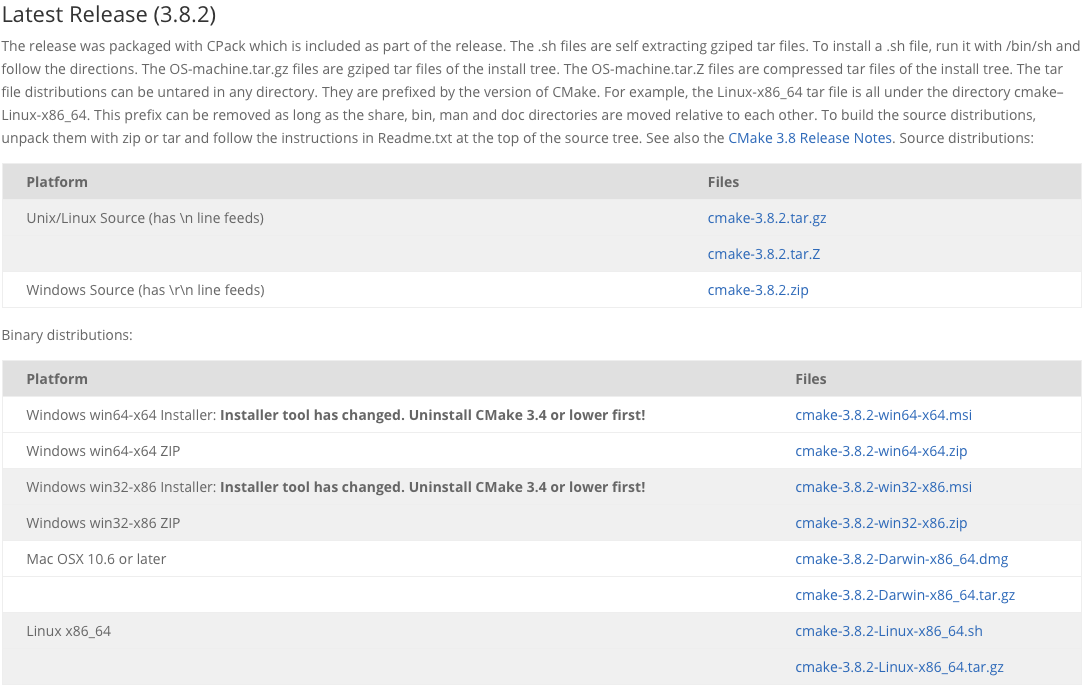 Latest Release (3.8.2)
The release was packaged with CPack which is included as part of the release. The .sh files are self extracting gziped tar files. To install a .sh file, run it with /bin/sh and
follow the directions. The OS-machine.tar.gz files are gziped tar files of the install tree. The OS-machine.tar.Z files are compressed tar files of the install tree. The tar
file distributions can be untared in any directory. They are prefixed by the version of CMake. For example, the Linux-x86_64 tar file is all under the directory cmake–
Linux-x86_64. This prefix can be removed as long as the share, bin, man and doc directories are moved relative to each other. To build the source distributions,
unpack them with zip or tar and follow the instructions in Readme.txt at the top of the source tree. See also the CMake 3.8 Release Notes. Source distributions:
Platform Files
Unix/Linux Source (has \n line feeds) cmake-3.8.2.tar.gz
cmake-3.8.2.tar.Z
Windows Source (has \r\n line feeds) cmake-3.8.2.zip
Binary distributions:
Platform Files
Windows win64-x64 Installer: Installer tool has changed. Uninstall CMake 3.4 or lower first! cmake-3.8.2-win64-x64.msi
Windows win64-x64 ZIP cmake-3.8.2-win64-x64.zip
Windows win32-x86 Installer: Installer tool has changed. Uninstall CMake 3.4 or lower first! cmake-3.8.2-win32-x86.msi
Windows win32-x86 ZIP cmake-3.8.2-win32-x86.zip
Mac OSX 10.6 or later cmake-3.8.2-Darwin-x86_64.dmg
cmake-3.8.2-Darwin-x86_64.tar.gz
Linux x86_64 cmake-3.8.2-Linux-x86_64.sh
cmake-3.8.2-Linux-x86_64.tar.gz